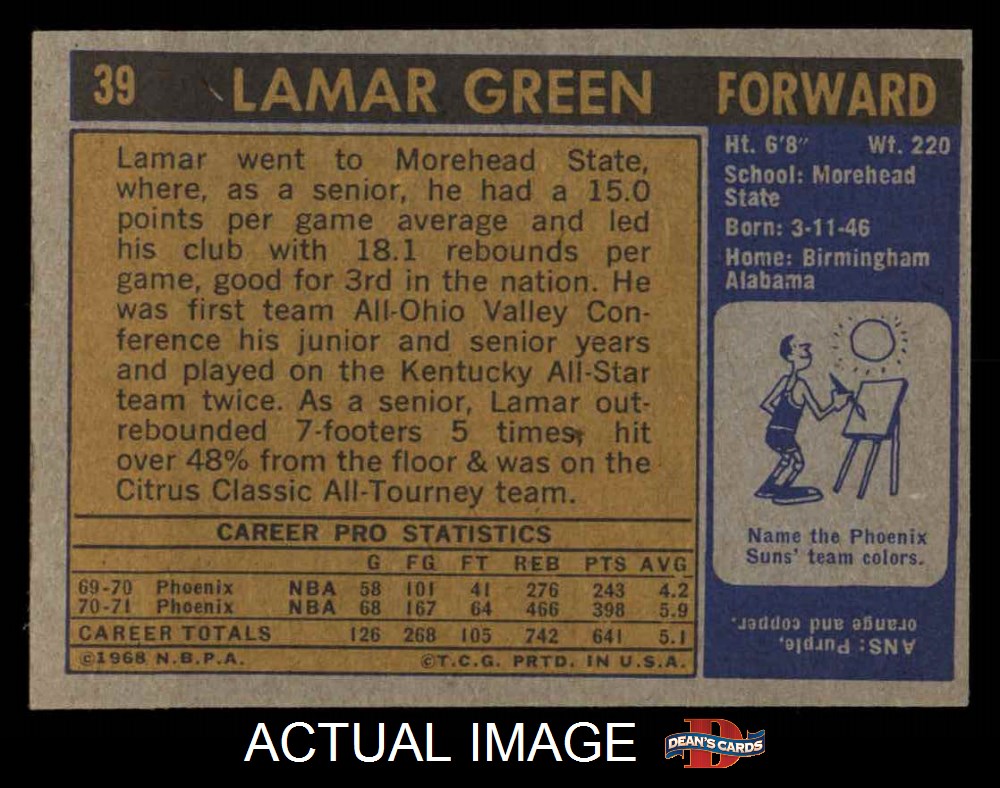 39 LAMAR GREEN FORWARD
Lamar went to Morehead State,
where, as a senior, he had a 15.0
points per game average and led
his club with 18.1 rebounds per
game, good for 3rd in the nation. He
was first team All-Ohio Valley Con-
ference his junior and senior years
and played on the Kentucky All-Star
team twice. As a senior, Lamar out-
rebounded 7-footers 5 times, hit
over 48% from the floor & was on the
Citrus Classic All-Tourney team.
CAREER PRO STATISTICS
G FG FT REB PTS AVG
69-70 Phoenix NBA 58 101 41 276 243 4.2
70-71 Phoenix NBA 68 167 64 466 398 5.9
CAREER TOTALS 126 268 105 742 641 5.1
©1968 N.B.P.A. ©T.C.G. PRTD. IN U.S.A.
Ht. 6'8" Wt. 220
School: Morehead
State
Born: 3-11-46
Home: Birmingham
Alabama
Name the Phoenix
Suns' team colors.
ANS: Purple,
orange and copper.
ACTUAL IMAGE
D
DEAN'S CARDS